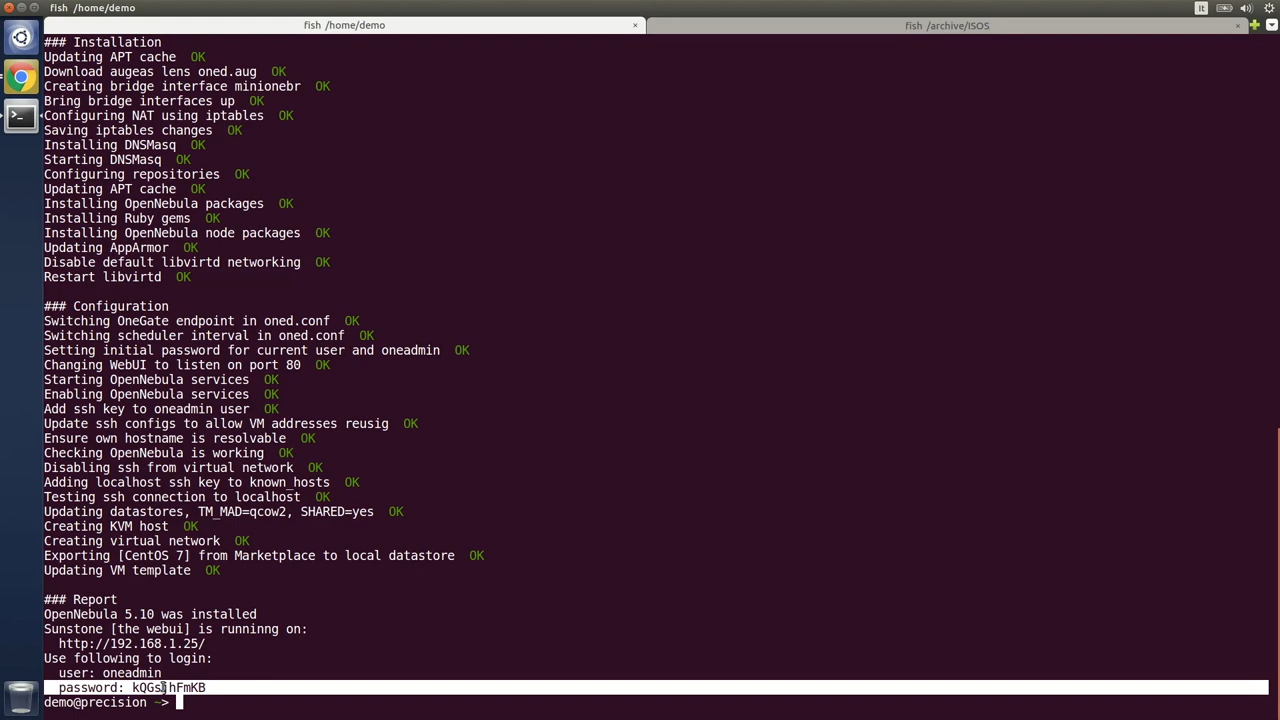 fish /home/demo
It
fish /home/demo
fish /archive/ISOS
### Installation
Updating APT cache OK
Download augeas lens oned.aug OK
Creating bridge interface minionebr OK
Bring bridge interfaces up OK
Configuring NAT using iptables OK
Saving iptables changes OK
Installing DNSMasq OK
Starting DNSMasq OK
Configuring repositories OK
Updating APT cache OK
Installing OpenNebula packages OK
Installing Ruby gems OK
Installing OpenNebula node packages OK
Updating AppArmor OK
Disable default libvirtd networking OK
Restart libvirtd OK
### Configuration
Switching OneGate endpoint in oned.conf OK
Switching scheduler interval in oned.conf OK
Setting initial password for current user and oneadmin OK
Changing WebUI to listen on port 80 OK
Starting OpenNebula services OK
Enabling OpenNebula services OK
Add ssh key to oneadmin user OK
Update ssh configs to allow VM addresses reusig OK
Ensure own hostname is resolvable OK
Checking OpenNebula is working OK
Disabling ssh from virtual network OK
Adding localhost ssh key to known_hosts OK
Testing ssh connection to localhost OK
Updating datastores, TM_MAD=qcow2, SHARED=yes OK
Creating KVM host OK
Creating virtual network OK
Exporting [CentOS 7] from Marketplace to local datastore OK
Updating VM template OK
### Report
OpenNebula 5.10 was installed
Sunstone [the webui] is runninng on:
http://192.168.1.25/
Use following to login:
user: oneadmin
password:
demo@precision ~>